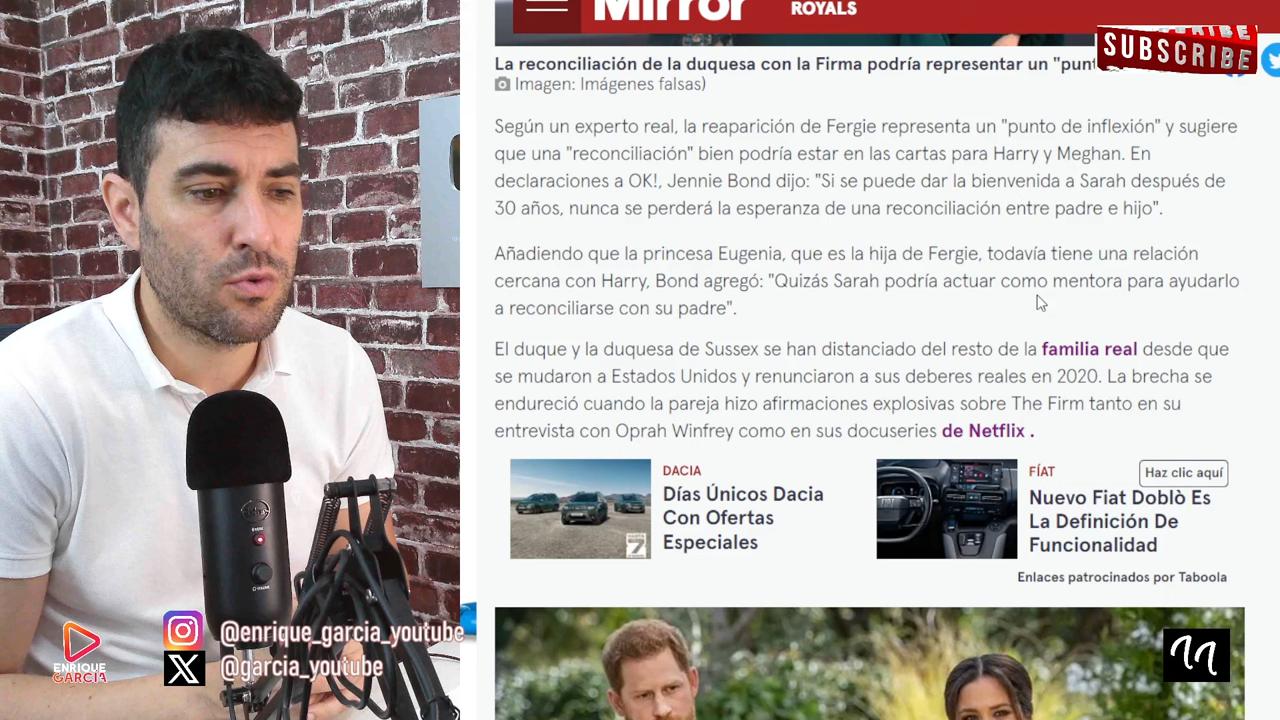 Mirror
ROYALS
SUBSCRIBE
La reconciliación de la duquesa con la Firma podría representar un "punt
Imagen: Imágenes falsas)
Según un experto real, la reaparición de Fergie representa un "punto de inflexión" y sugiere
que una "reconciliación" bien podría estar en las cartas para Harry y Meghan. En
declaraciones a OK!, Jennie Bond dijo: "Si se puede dar la bienvenida a Sarah después de
30 años, nunca se perderá la esperanza de una reconciliación entre padre e hijo".
Añadiendo que la princesa Eugenia, que es la hija de Fergie, todavía tiene una relación
cercana con Harry, Bond agregó: "Quizás Sarah podría actuar como mentora para ayudarlo
a reconciliarse con su padre".
El duque y la duquesa de Sussex se han distanciado del resto de la familia real desde que
se mudaron a Estados Unidos y renunciaron a sus deberes reales en 2020. La brecha se
endureció cuando la pareja hizo afirmaciones explosivas sobre The Firm tanto en su
entrevista con Oprah Winfrey como en sus docuseries de Netflix .
DACIA
Días Únicos Dacia
Con Ofertas
Especiales
7
FÍAT
Haz clic aquí
Nuevo Fiat Doblò Es
La Definición De
Funcionalidad
Enlaces patrocinados por Taboola
ENRIQUE
GARCIA
@enrique_garcia_youtube
@garcia_youtube